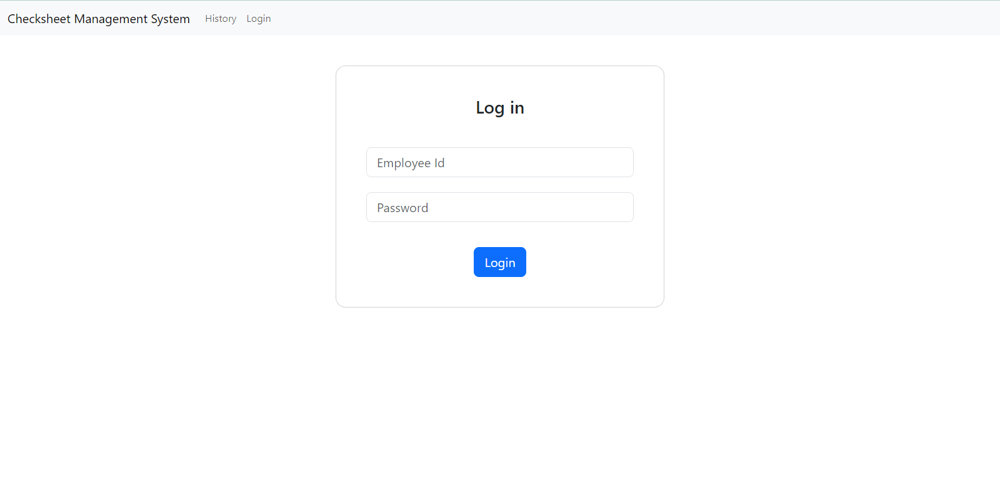 Checksheet Management System History Login
Log in
Employee Id
Password
Login